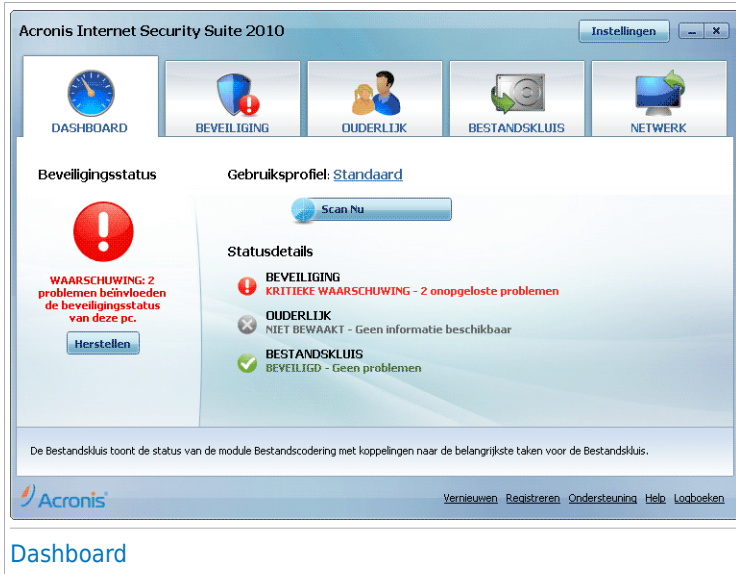 Acronis Internet Security Suite 2010
Instellingen
DASHBOARD
BEVEILIGING
OUDERLIJK
BESTANDSKLUIS
NETWERK
Beveiligingsstatus
WAARSCHUWING: 2
problemen beïnvloeden
de beveiligingsstatus
van deze pc.
Herstellen
Gebruiksprofiel: Standaard
Scan Nu
Statusdetails
BEVEILIGING
KRITIEKE WAARSCHUWING - 2 onopgeloste problemen
OUDERLIJK
NIET BEWAAKT - Geen informatie beschikbaar
BESTANDSKLUIS
BEVEILIGD - Geen problemen
De Bestandskluis toont de status van de module Bestandscodering met koppelingen naar de belangrijkste taken voor de Bestandskluis.
Acronis
Vernieuwen Registreren Ondersteuning Help Logboeken
Dashboard